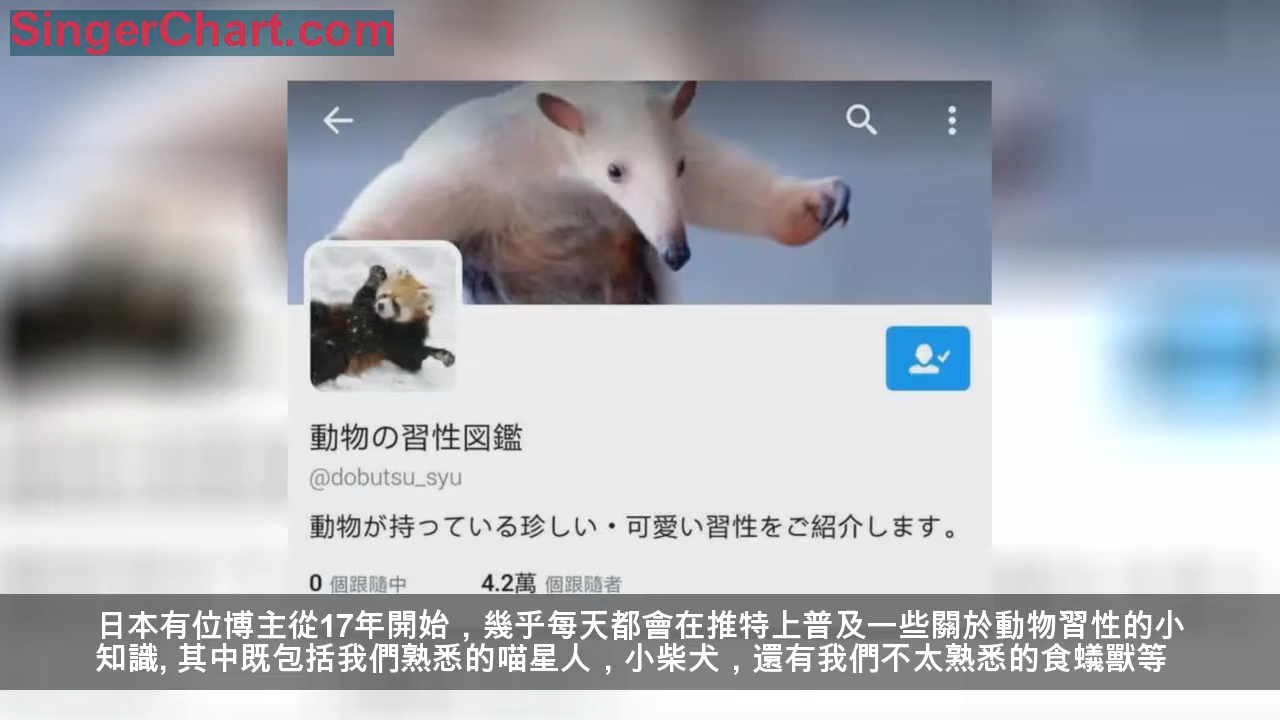 SingerChart.com
動物の習性図鑑
@dobutsu_syu
動物が持っている珍しい・可愛い習性をご紹介します。
0 個跟隨中 4.2萬 個跟隨者
日本有位博主從17年開始，幾乎每天都會在推特上普及一些關於動物習性的小
知識, 其中既包括我們熟悉的喵星人，小柴犬，還有我們不太熟悉的食蟻獸等